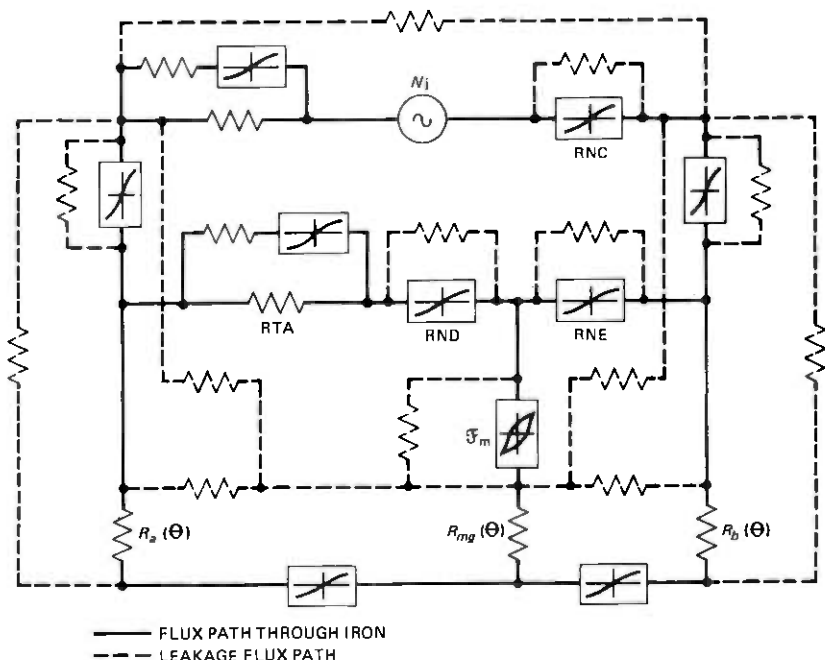 Ni
RNC
RTA
RND
RNE
ℱm
Ra (Θ)
Rmg (Θ)
Rb (Θ)
FLUX PATH THROUGH IRON
LEAKAGE FLUX PATH